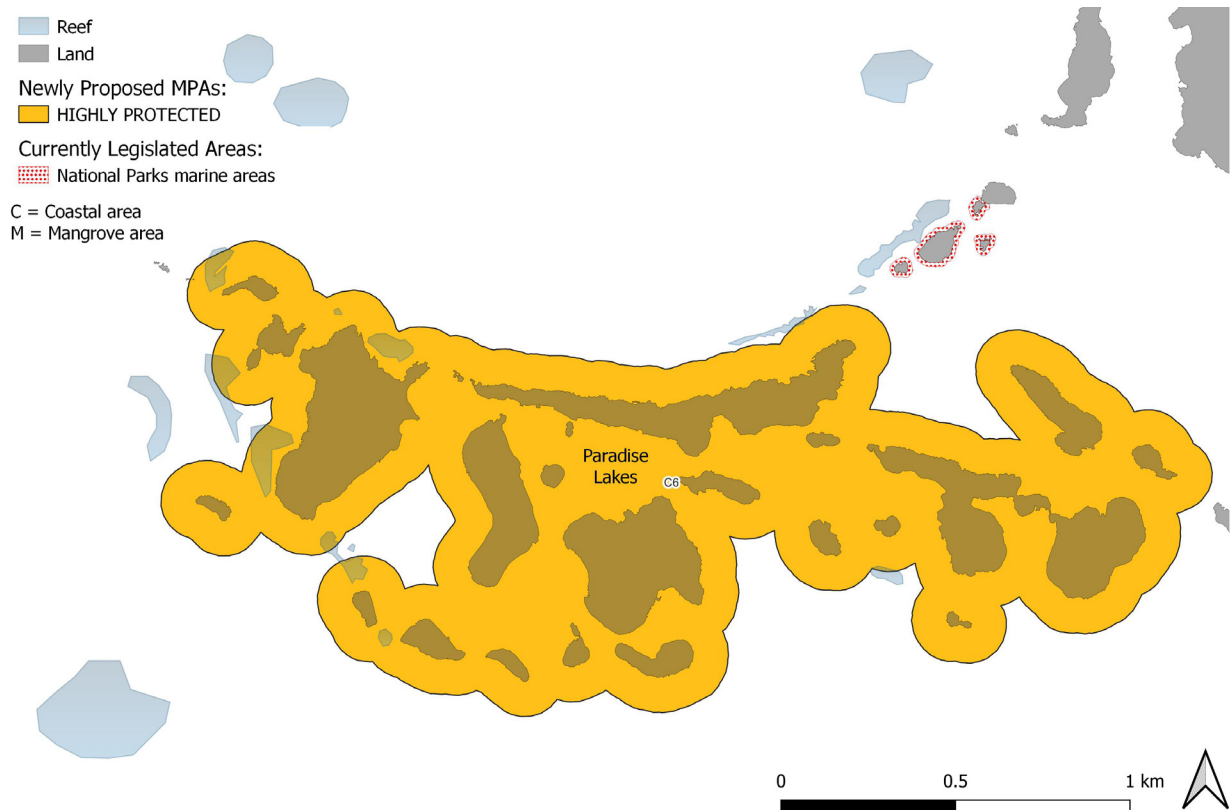 Reef
Land
Newly Proposed MPAs:
HIGHLY PROTECTED
Currently Legislated Areas:
National Parks marine areas
C = Coastal area
M = Mangrove area
Paradise
Lakes
C6
0 0.5 1 km